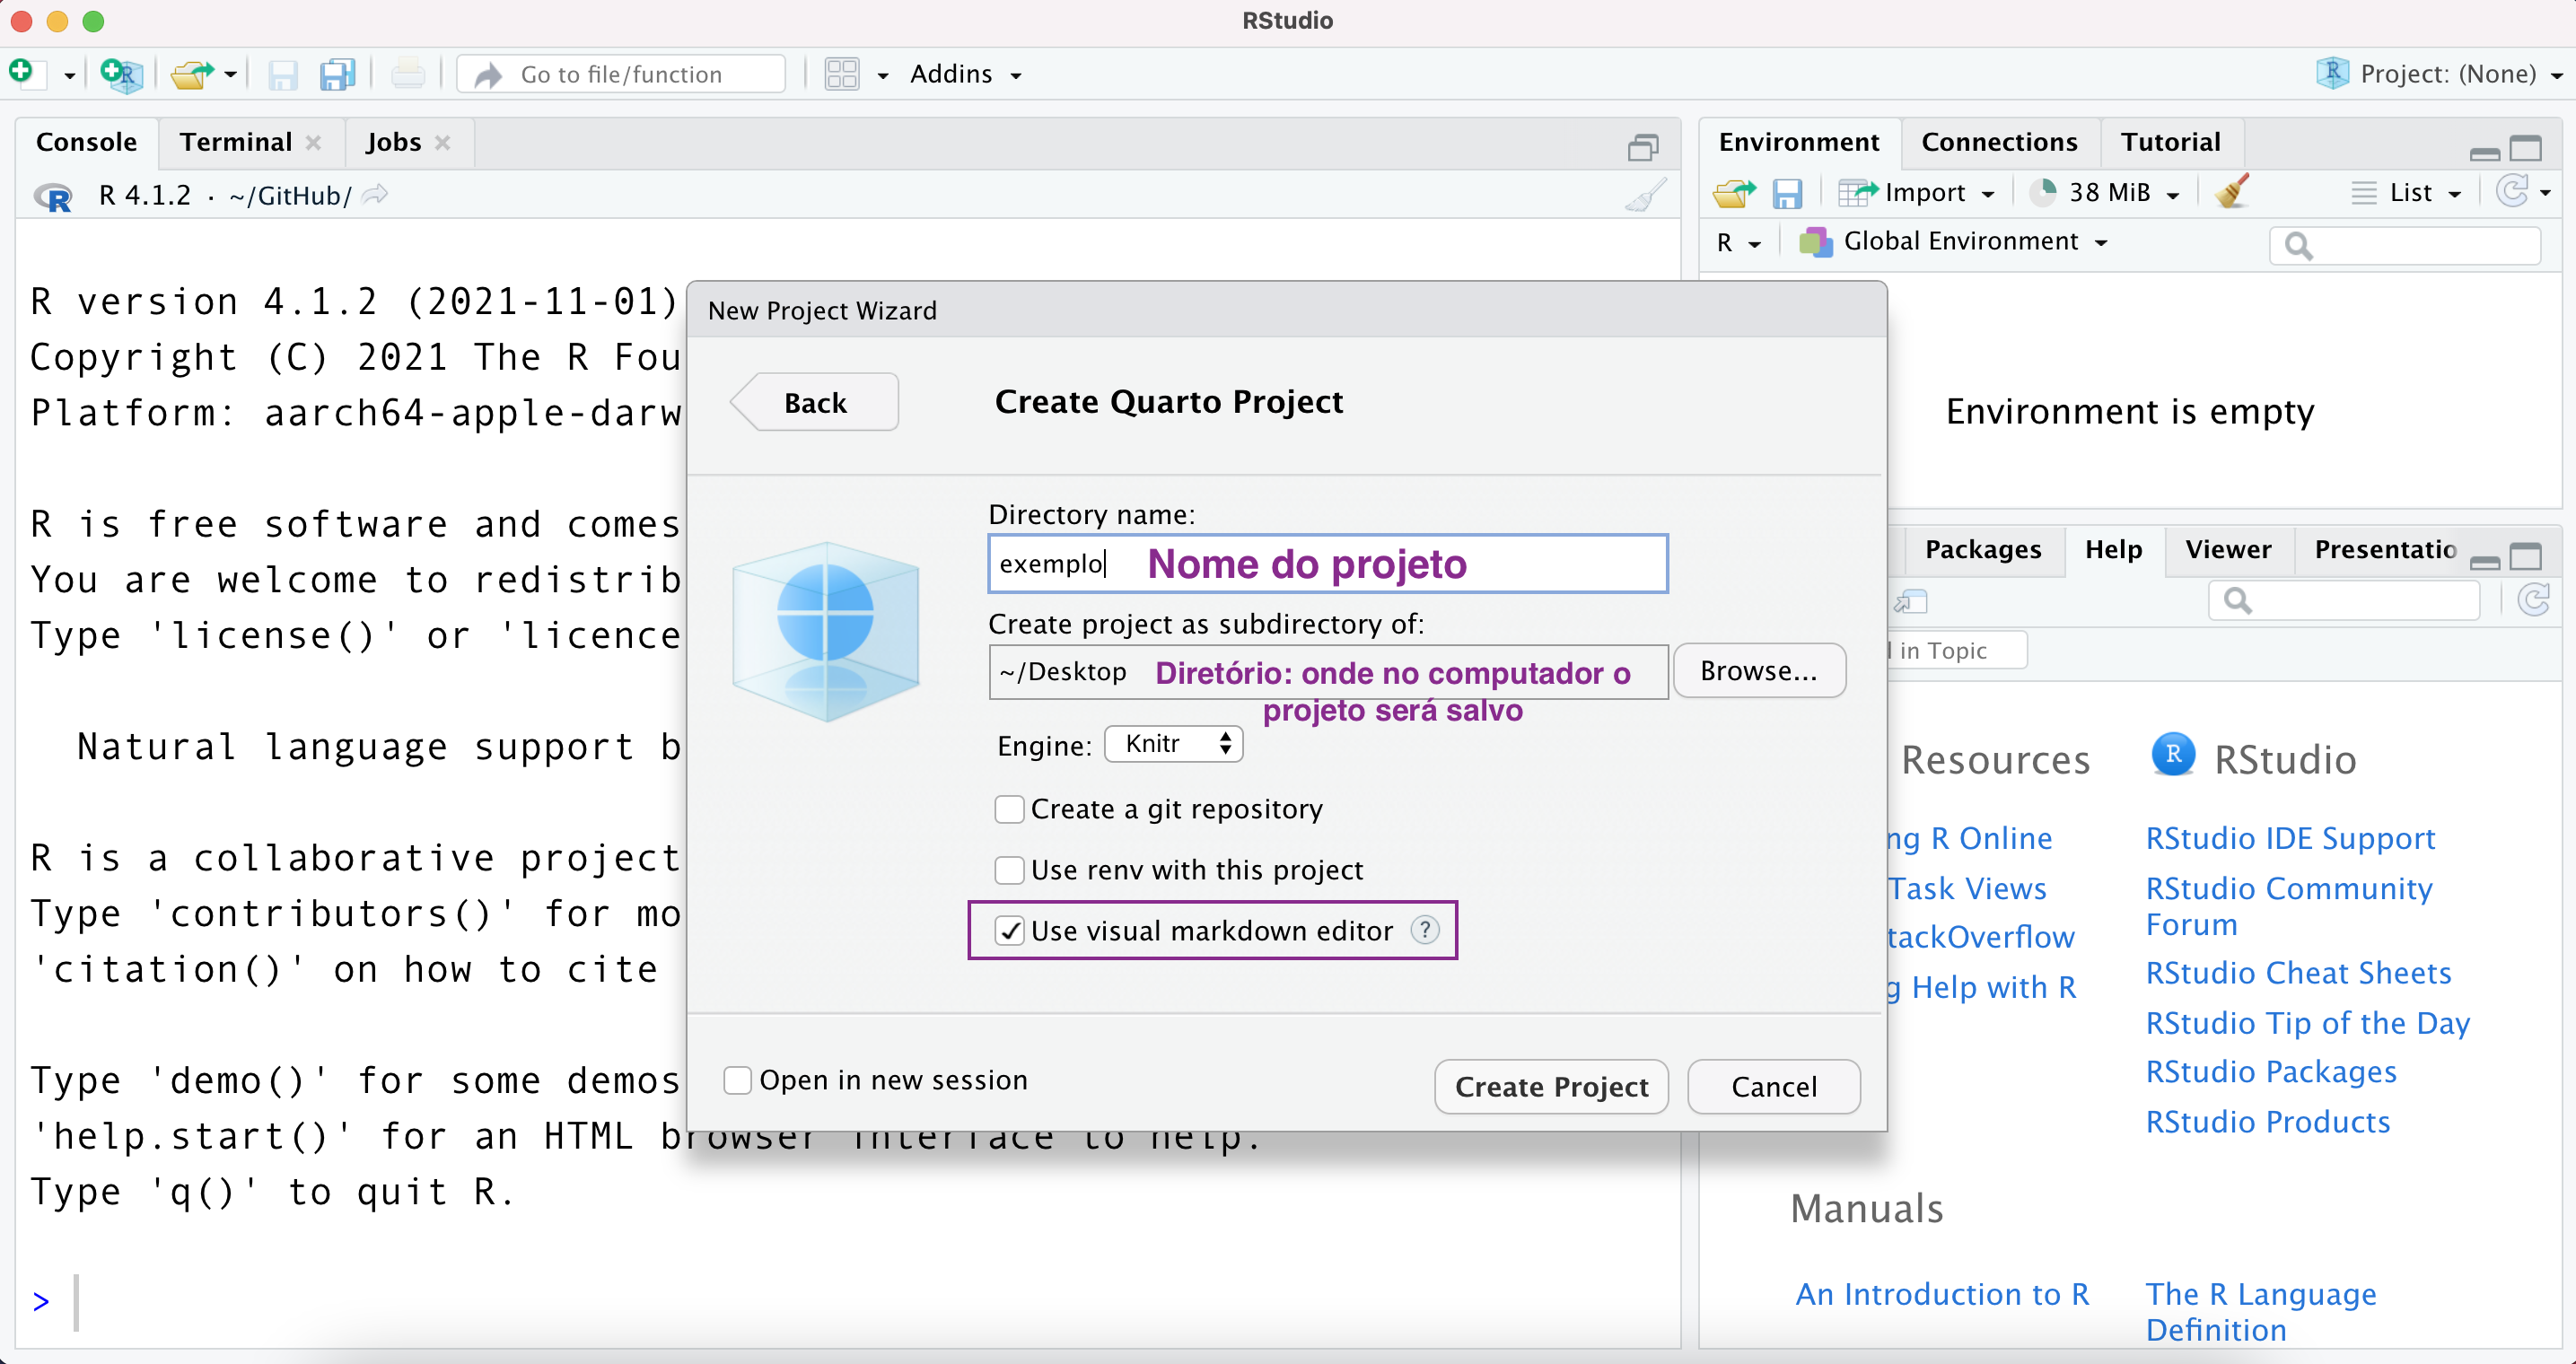 RStudio
Go to file/function
Addins
Project: (None)
Console
Terminal
Jobs
R 4.1.2 · ~/GitHub/
R version 4.1.2 (2021-11-01)
Copyright (C) 2021 The R Fou
Platform: aarch64-apple-darw
R is free software and comes
You are welcome to redistrib
Type 'license()' or 'licence
Natural language support b
R is a collaborative project
Type 'contributors()' for mo
'citation()' on how to cite
Type 'demo()' for some demos
'help.start()' for an HTML browser interface to help.
Type 'q()' to quit R.
>
New Project Wizard
Back
Create Quarto Project
Directory name:
exemplo
Nome do projeto
Create project as subdirectory of:
~/Desktop
Diretório: onde no computador o
projeto será salvo
Browse...
Engine: Knitr
Create a git repository
Use renv with this project
Use visual markdown editor ?
Open in new session
Create Project
Cancel
Environment
Connections
Tutorial
Import
38 MiB
List
R
Global Environment
Environment is empty
Packages
Help
Viewer
Presentatio
l in Topic
Resources
ng R Online
Task Views
tackOverflow
g Help with R
R RStudio
RStudio IDE Support
RStudio Community
Forum
RStudio Cheat Sheets
RStudio Tip of the Day
RStudio Packages
RStudio Products
Manuals
An Introduction to R
The R Language
Definition